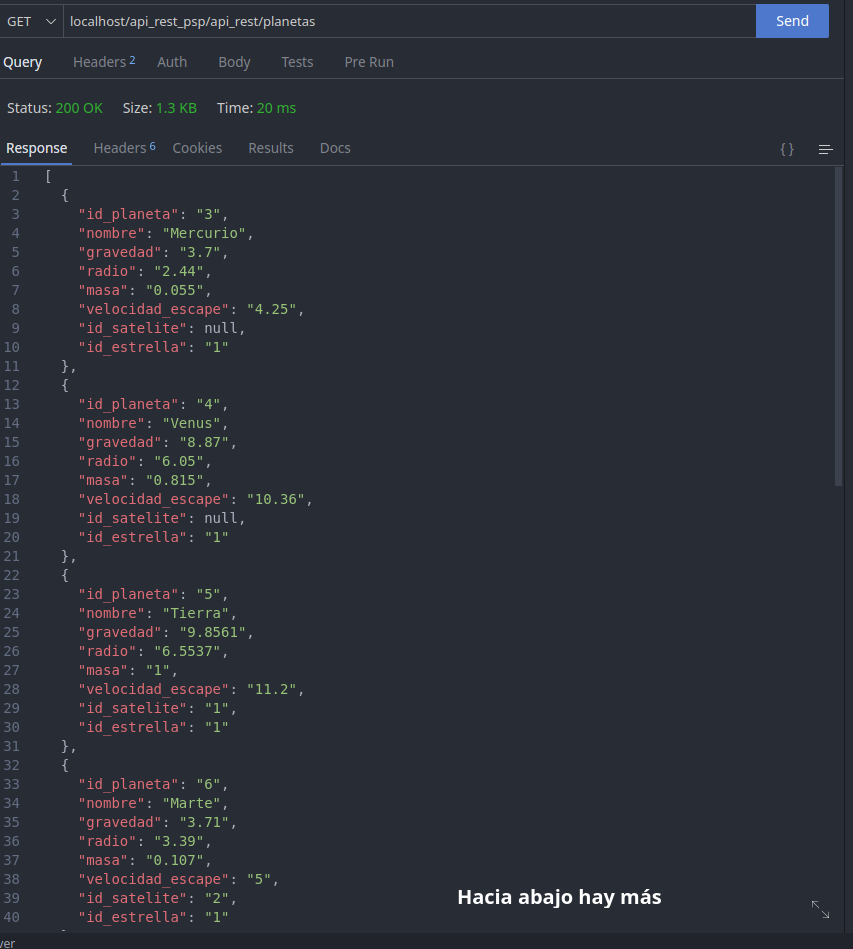 GET localhost/api_rest_psp/api_rest/planetas Send
Query Headers 2 Auth Body Tests Pre Run
Status: 200 OK Size: 1.3 KB Time: 20 ms
Response Headers 6 Cookies Results Docs { }
1 [
2 {
3 "id_planeta": "3",
4 "nombre": "Mercurio",
5 "gravedad": "3.7",
6 "radio": "2.44",
7 "masa": "0.055",
8 "velocidad_escape": "4.25",
9 "id_satelite": null,
10 "id_estrella": "1"
11 },
12 {
13 "id_planeta": "4",
14 "nombre": "Venus",
15 "gravedad": "8.87",
16 "radio": "6.05",
17 "masa": "0.815",
18 "velocidad_escape": "10.36",
19 "id_satelite": null,
20 "id_estrella": "1"
21 },
22 {
23 "id_planeta": "5",
24 "nombre": "Tierra",
25 "gravedad": "9.8561",
26 "radio": "6.5537",
27 "masa": "1",
28 "velocidad_escape": "11.2",
29 "id_satelite": "1",
30 "id_estrella": "1"
31 },
32 {
33 "id_planeta": "6",
34 "nombre": "Marte",
35 "gravedad": "3.71",
36 "radio": "3.39",
37 "masa": "0.107",
38 "velocidad_escape": "5",
39 "id_satelite": "2",
40 "id_estrella": "1"
Hacia abajo hay más
ver